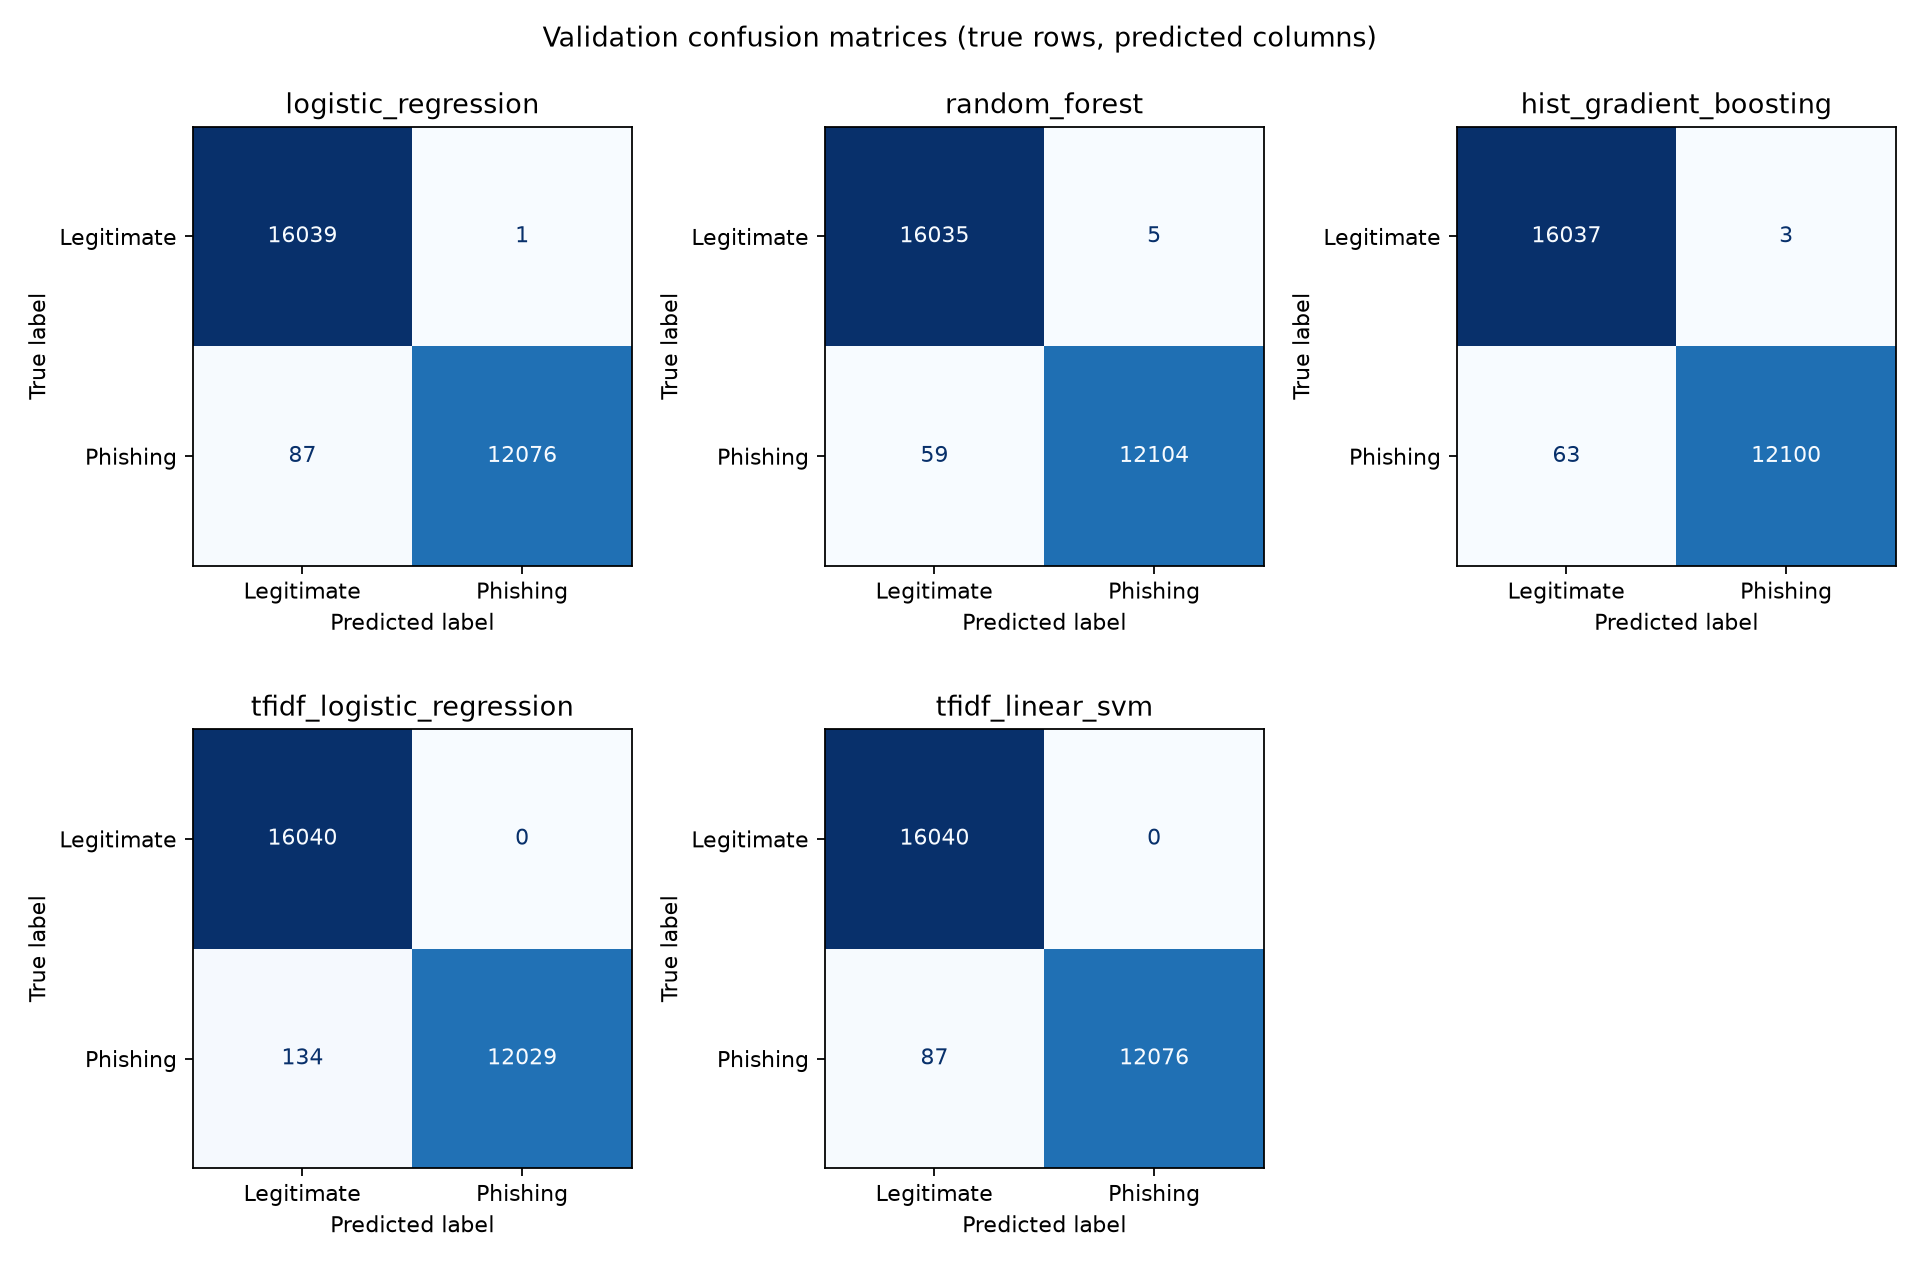 Validation confusion matrices (true rows, predicted columns)
logistic_regression
True label
Legitimate
16039
1
Phishing
87
12076
Legitimate
Phishing
Predicted label
random_forest
True label
Legitimate
16035
5
Phishing
59
12104
Legitimate
Phishing
Predicted label
hist_gradient_boosting
True label
Legitimate
16037
3
Phishing
63
12100
Legitimate
Phishing
Predicted label
tfidf_logistic_regression
True label
Legitimate
16040
0
Phishing
134
12029
Legitimate
Phishing
Predicted label
tfidf_linear_svm
True label
Legitimate
16040
0
Phishing
87
12076
Legitimate
Phishing
Predicted label